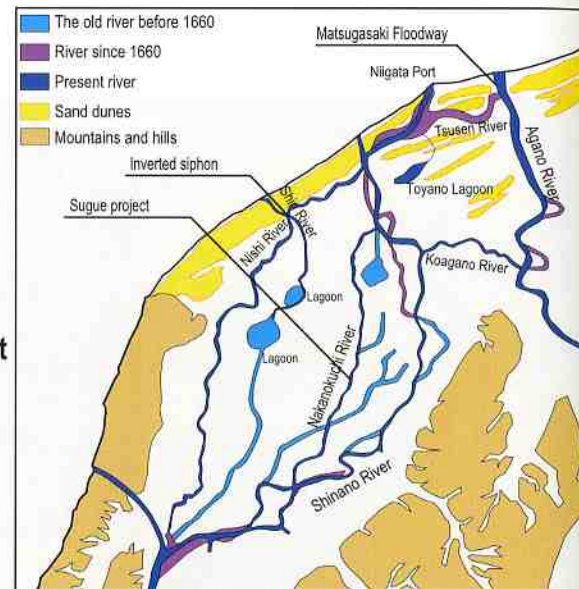 The old river before 1660
River since 1660
Present river
Sand dunes
Mountains and hills
Matsugasaki Floodway
Niigata Port
Tsusen River
Agano River
Toyano Lagoon
Inverted siphon
Shin River
Nishi River
Sugue project
Koagano River
Lagoon
Lagoon
Nakanokuchi River
Shinano River
t